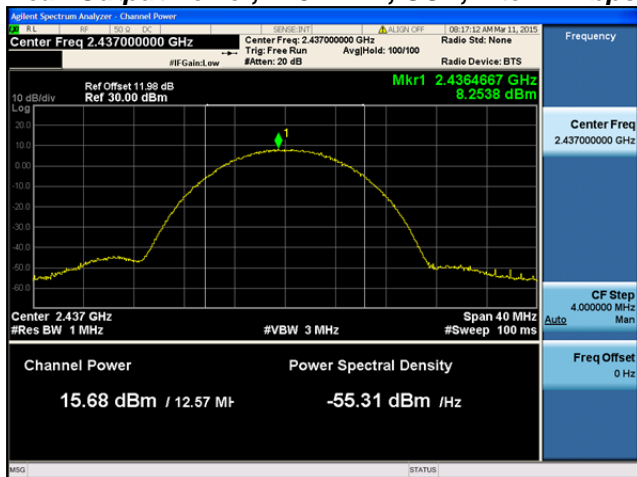 Agilent Spectrum Analyzer - Channel Power
RL RF 50 Ω DC SENSE:INT ALIGN OFF 08:17:12 AM Mar 11, 2015
Center Freq 2.437000000 GHz
Center Freq: 2.437000000 GHz
Radio Std: None
Trig: Free Run Avg|Hold: 100/100
#IFGain:Low #Atten: 20 dB Radio Device: BTS
Frequency
Mkr1 2.4364667 GHz
8.2538 dBm
Ref Offset 11.98 dB
10 dB/div Ref 30.00 dBm
Log
20.0
10.0
0.00
-10.0
-20.0
-30.0
-40.0
-50.0
-60.0
1
Center 2.437 GHz Span 40 MHz
#Res BW 1 MHz #VBW 3 MHz #Sweep 100 ms
Channel Power Power Spectral Density
15.68 dBm / 12.57 MH -55.31 dBm /Hz
Center Freq
2.437000000 GHz
CF Step
4.000000 MHz
Auto Man
Freq Offset
0 Hz
MSG STATUS